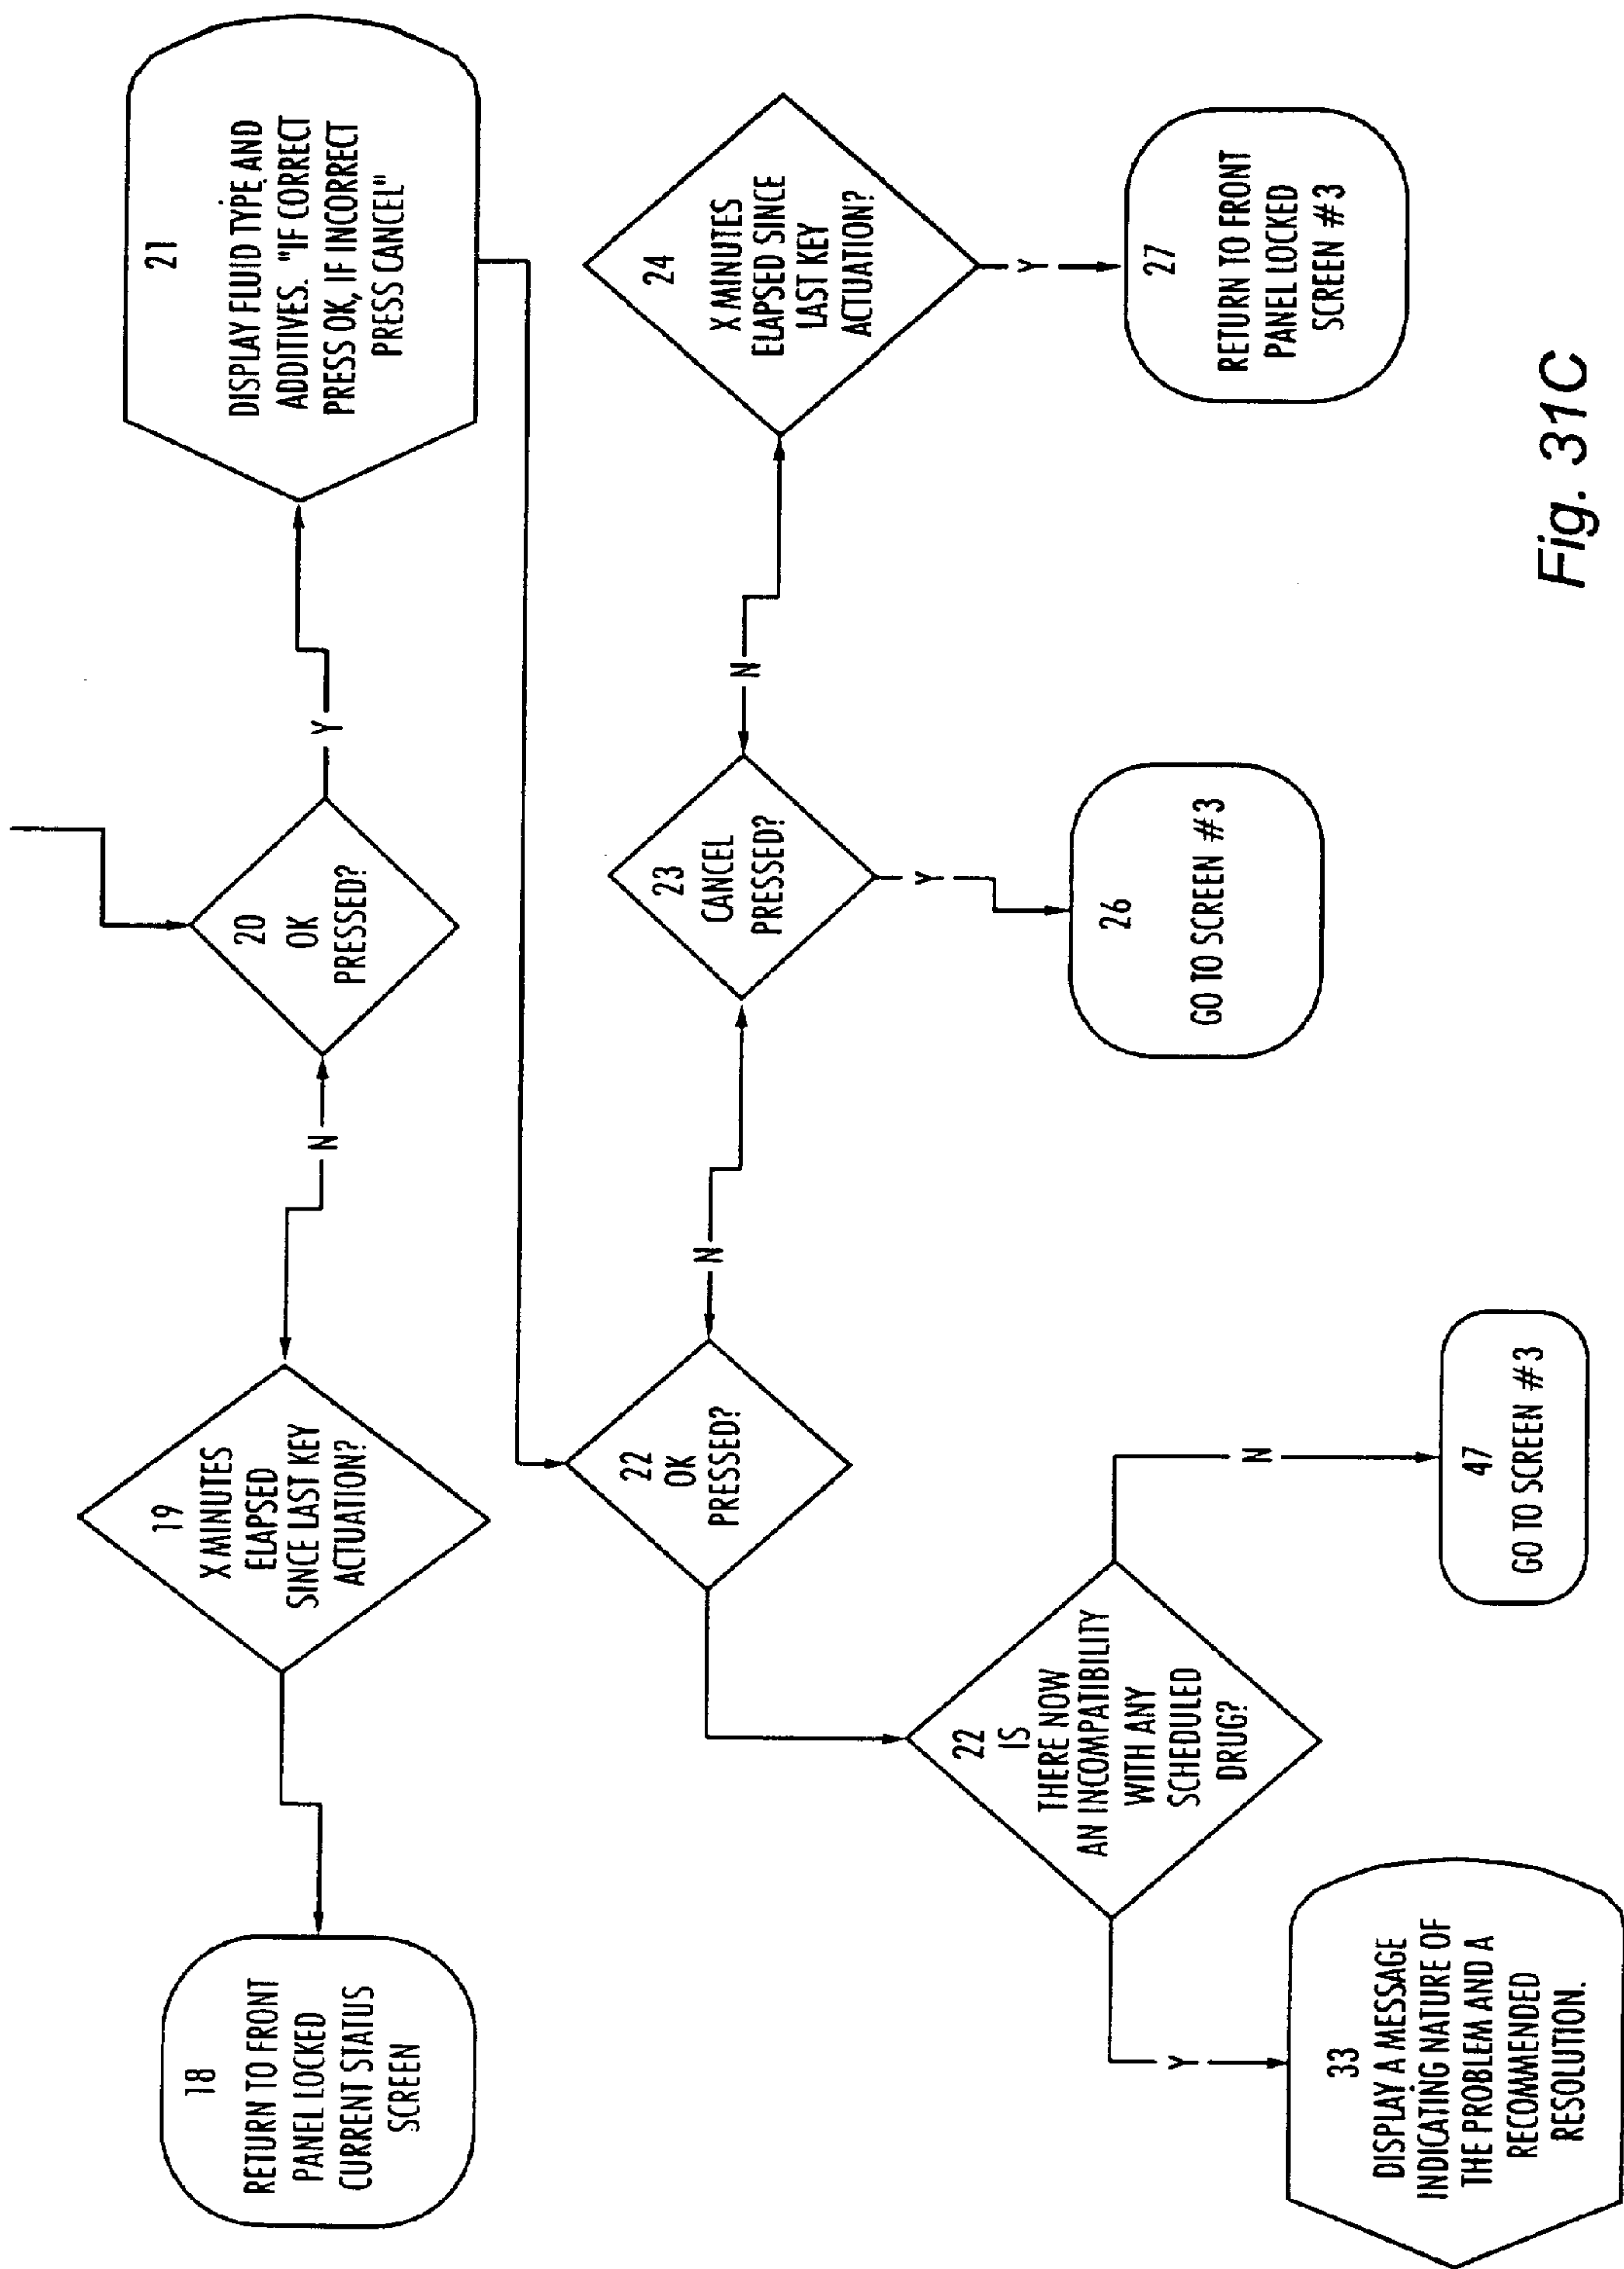 18
RETURN TO FRONT
PANEL LOCKED
CURRENT STATUS
SCREEN
19
X MINUTES
ELAPSED
SINCE LAST KEY
ACTUATION?
N
20
OK
PRESSED?
Y
21
DISPLAY FLUID TYPE AND
ADDITIVES. "IF CORRECT
PRESS OK, IF INCORRECT
PRESS CANCEL"
22
OK
PRESSED?
N
23
CANCEL
PRESSED?
N
24
X MINUTES
ELAPSED SINCE
LAST KEY
ACTUATION?
Y
Y
22
IS
THERE NOW
AN INCOMPATIBILITY
WITH ANY
SCHEDULED
DRUG?
26
GO TO SCREEN #3
27
RETURN TO FRONT
PANEL LOCKED
SCREEN #3
Y
N
33
DISPLAY A MESSAGE
INDICATING NATURE OF
THE PROBLEM AND A
RECOMMENDED
RESOLUTION.
47
GO TO SCREEN #3
Fig. 31C